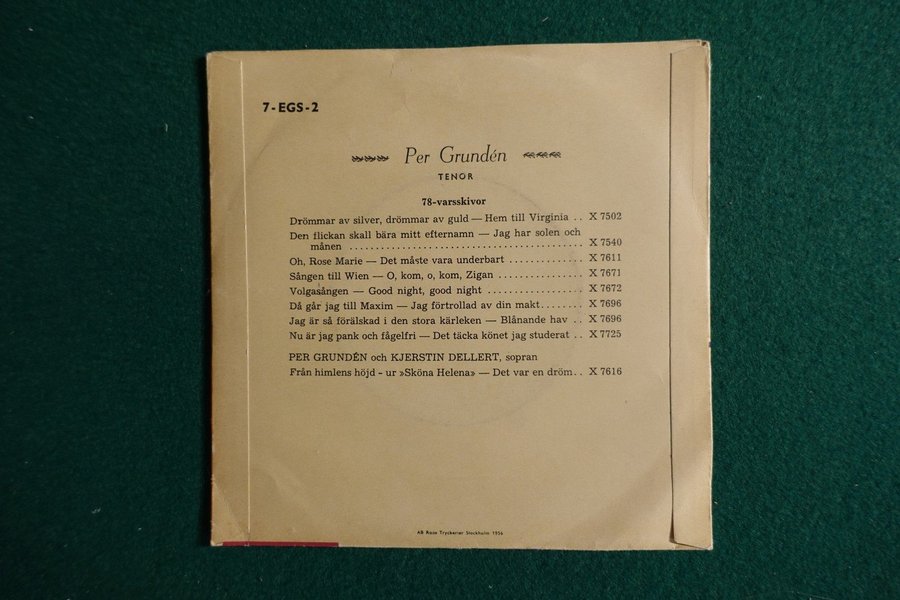 7-EGS-2
Per Grundén
TENOR
78-varsskivor
Drömmar av silver, drömmar av guld — Hem till Virginia .. X 7502
Den flickan skall bära mitt efternamn — Jag har solen och
månen .......................................... X 7540
Oh, Rose Marie — Det måste vara underbart .............. X 7611
Sången till Wien — O, kom, o, kom, Zigan ................ X 7671
Volgasången — Good night, good night .................. X 7672
Då går jag till Maxim — Jag förtrollad av din makt........ X 7696
Jag är så förälskad i den stora kärleken — Blånande hav .. X 7696
Nu är jag pank och fågelfri — Det täcka könet jag studerat .. X 7725
PER GRUNDÉN och KJERSTIN DELLERT, sopran
Från himlens höjd - ur »Sköna Helena» — Det var en dröm.. X 7616
AB Rose Tryckerier Stockholm 1956